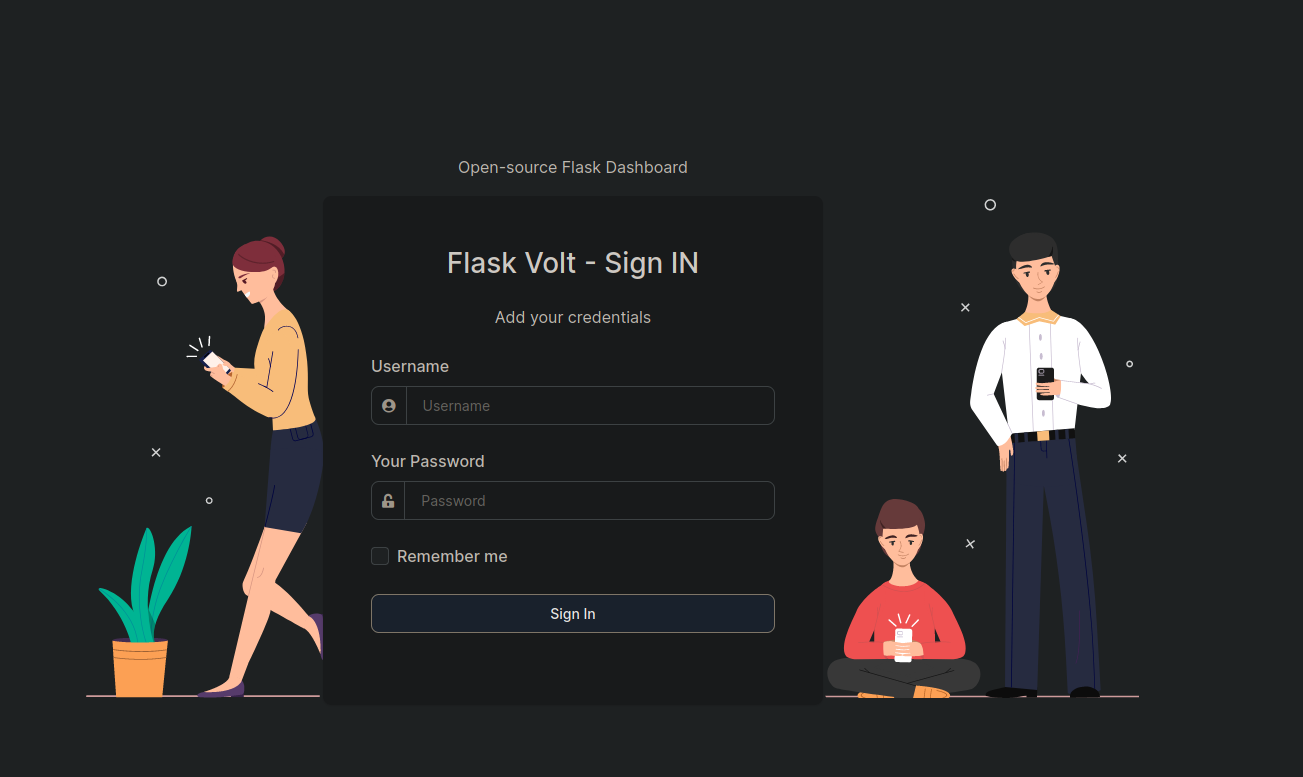 Open-source Flask Dashboard
Flask Volt - Sign IN
Add your credentials
Username
Username
Your Password
Password
Remember me
Sign In